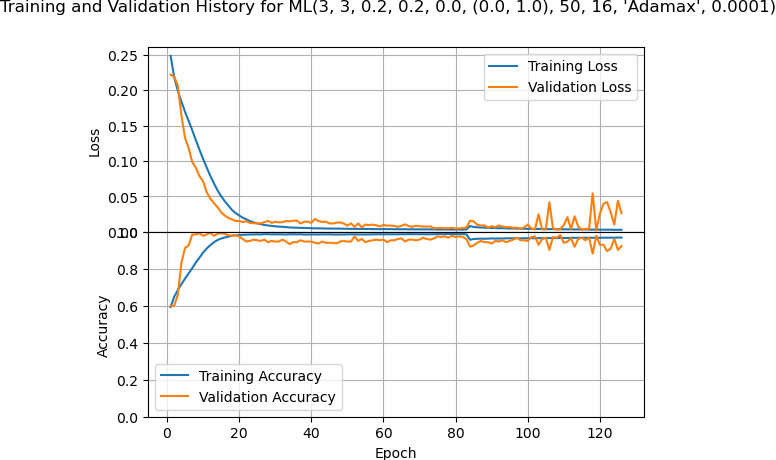 Training and Validation History for ML(3, 3, 0.2, 0.2, 0.0, (0.0, 1.0), 50, 16, 'Adamax', 0.0001)
0.25
0.20
0.15
0.10
0.05
Loss
Training Loss
Validation Loss
0.00
1.0
0.8
0.6
0.4
0.2
0.0
Accuracy
Training Accuracy
Validation Accuracy
0
20
40
60
80
100
120
Epoch